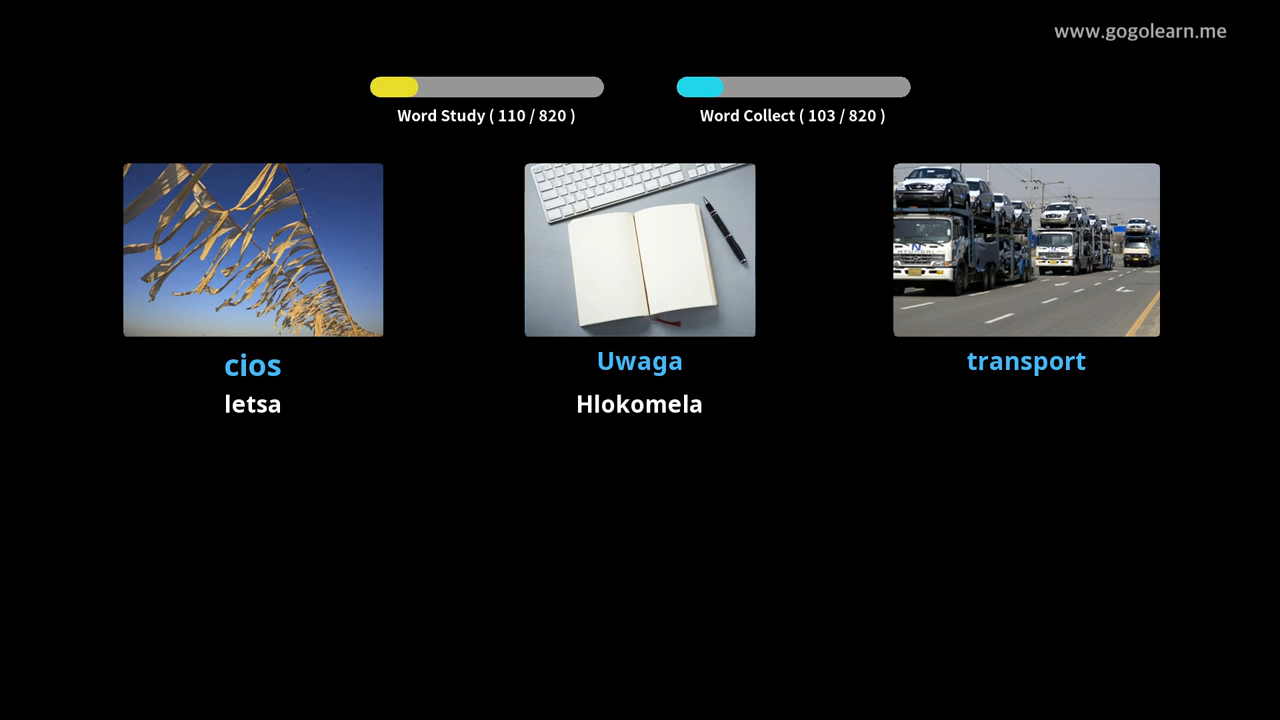 www.gogolearn.me
Word Study ( 110 / 820 )
Word Collect ( 103 / 820 )
cios
Uwaga
transport
letsa
Hlokomela